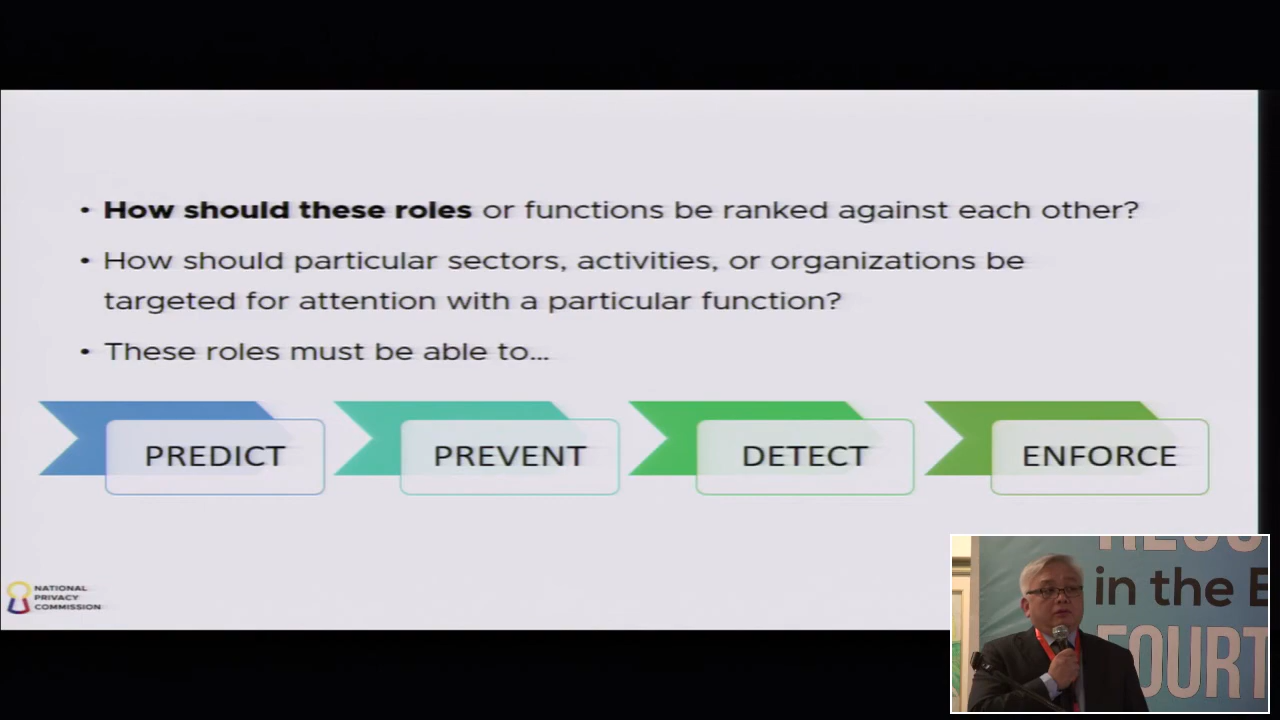 • How should these roles or functions be ranked against each other?
• How should particular sectors, activities, or organizations be
targeted for attention with a particular function?
• These roles must be able to...
PREDICT
PREVENT
DETECT
ENFORCE
NATIONAL
PRIVACY
COMMISSION
in the E
FOURT